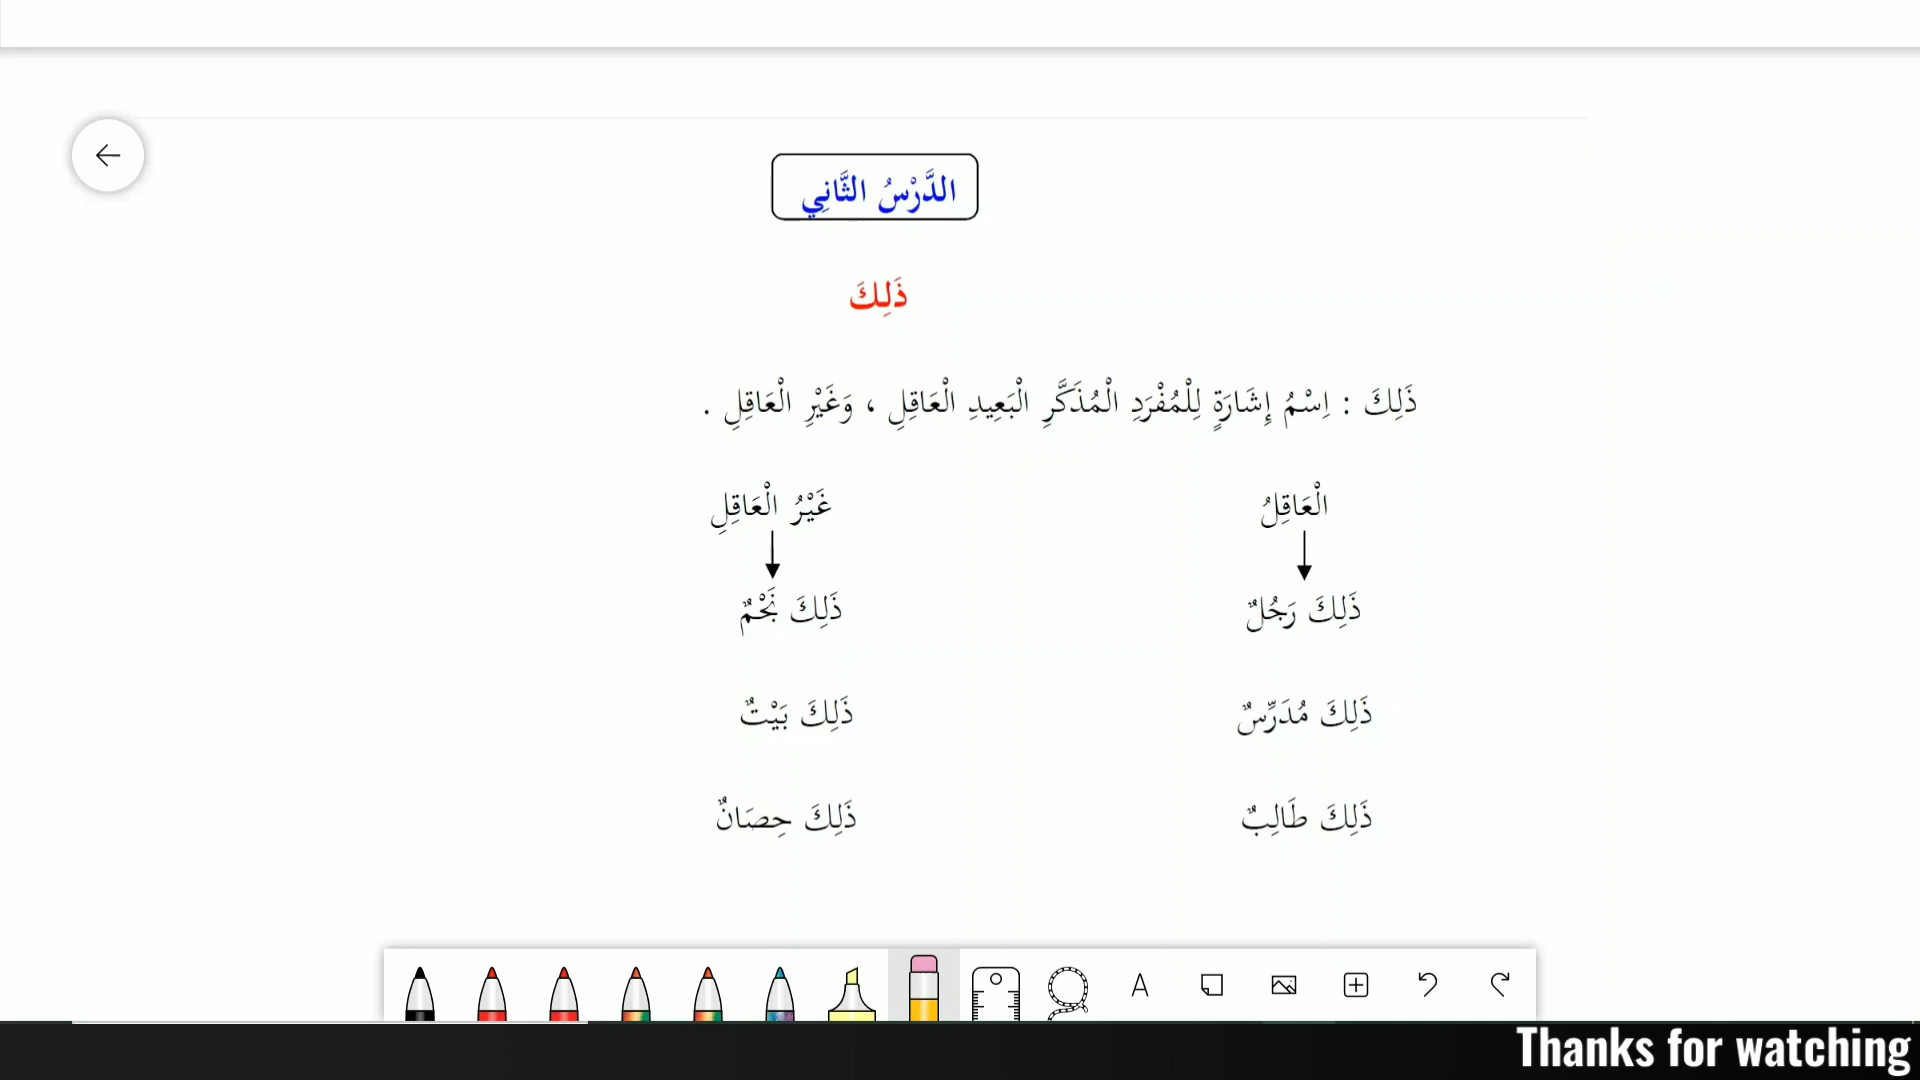 الدَّرْسُ الثَّانِي
ذَلِكَ
ذَلِكَ : اِسْمُ إِشَارَةٍ لِلْمُفْرَدِ الْمُذَكَّرِ الْبَعِيدِ الْعَاقِلِ ، وَغَيْرِ الْعَاقِلِ .
الْعَاقِلُ غَيْرُ الْعَاقِلِ
ذَلِكَ رَجُلٌ ذَلِكَ نَجْمٌ
ذَلِكَ مُدَرِّسٌ ذَلِكَ بَيْتٌ
ذَلِكَ طَالِبٌ ذَلِكَ حِصَانٌ
A
Thanks for watching